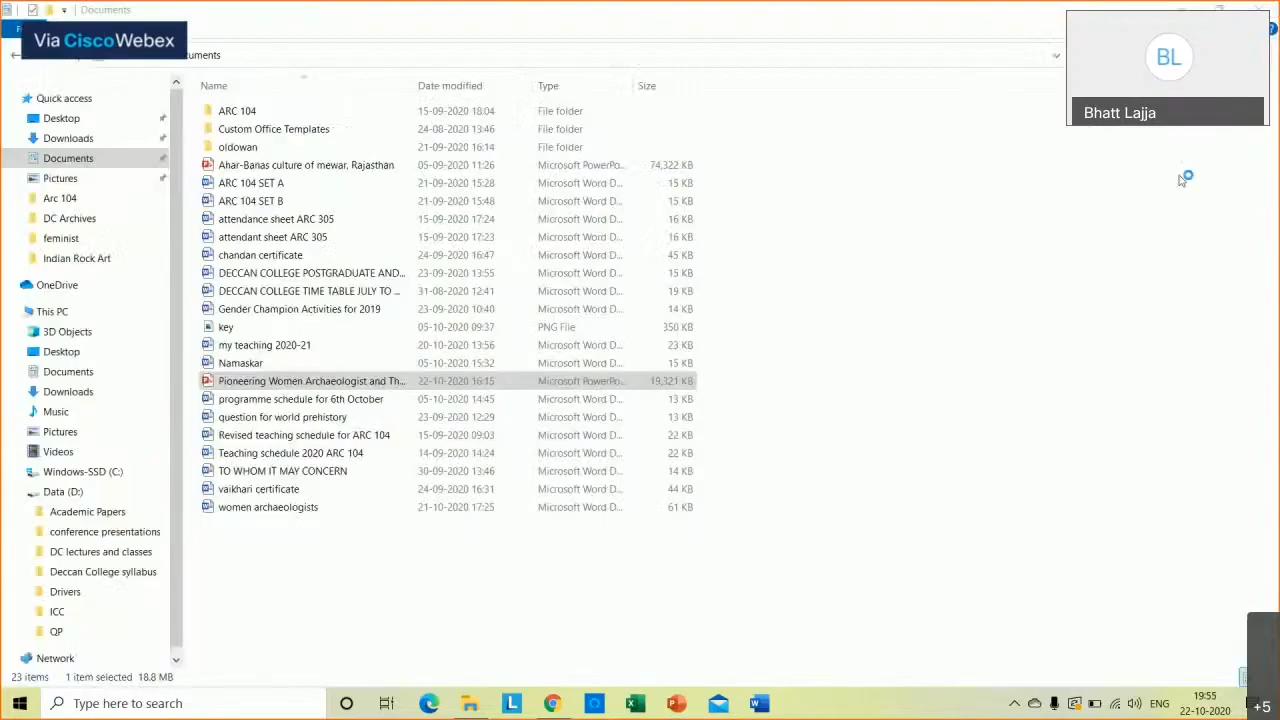 Documents
Via CiscoWebex
uments
Name Date modified Type Size
BL
Bhatt Lajja
Quick access
Desktop
Downloads
Documents
Pictures
Arc 104
DC Archives
feminist
Indian Rock Art
OneDrive
This PC
3D Objects
Desktop
Documents
Downloads
Music
Pictures
Videos
Windows-SSD (C:)
Data (D:)
Academic Papers
conference presentations
DC lectures and classes
Deccan College syllabus
Drivers
ICC
QP
Network
ARC 104 15-09-2020 18:04 File folder
Custom Office Templates 24-08-2020 13:46 File folder
oldowan 21-09-2020 16:14 File folder
Ahar-Banas culture of mewar, Rajasthan 05-09-2020 11:26 Microsoft PowerPo... 74,322 KB
ARC 104 SET A 21-09-2020 15:28 Microsoft Word D... 15 KB
ARC 104 SET B 21-09-2020 15:48 Microsoft Word D... 15 KB
attendance sheet ARC 305 15-09-2020 17:24 Microsoft Word D... 16 KB
attendant sheet ARC 305 15-09-2020 17:23 Microsoft Word D... 16 KB
chandan certificate 24-09-2020 16:47 Microsoft Word D... 45 KB
DECCAN COLLEGE POSTGRADUATE AND... 23-09-2020 13:55 Microsoft Word D... 15 KB
DECCAN COLLEGE TIME TABLE JULY TO ... 31-08-2020 12:41 Microsoft Word D... 19 KB
Gender Champion Activities for 2019 23-09-2020 10:40 Microsoft Word D... 14 KB
key 05-10-2020 09:37 PNG File 350 KB
my teaching 2020-21 20-10-2020 13:56 Microsoft Word D... 23 KB
Namaskar 05-10-2020 15:32 Microsoft Word D... 15 KB
Pioneering Women Archaeologist and Th... 22-10-2020 16:15 Microsoft PowerPo... 19,321 KB
programme schedule for 6th October 05-10-2020 14:45 Microsoft Word D... 13 KB
question for world prehistory 23-09-2020 12:29 Microsoft Word D... 13 KB
Revised teaching schedule for ARC 104 15-09-2020 09:03 Microsoft Word D... 22 KB
Teaching schedule 2020 ARC 104 14-09-2020 14:24 Microsoft Word D... 22 KB
TO WHOM IT MAY CONCERN 30-09-2020 13:46 Microsoft Word D... 14 KB
vaikhari certificate 24-09-2020 16:31 Microsoft Word D... 44 KB
women archaeologists 21-10-2020 17:25 Microsoft Word D... 61 KB
23 items 1 item selected 18.8 MB
Type here to search
ENG
19:55
22-10-2020
+5